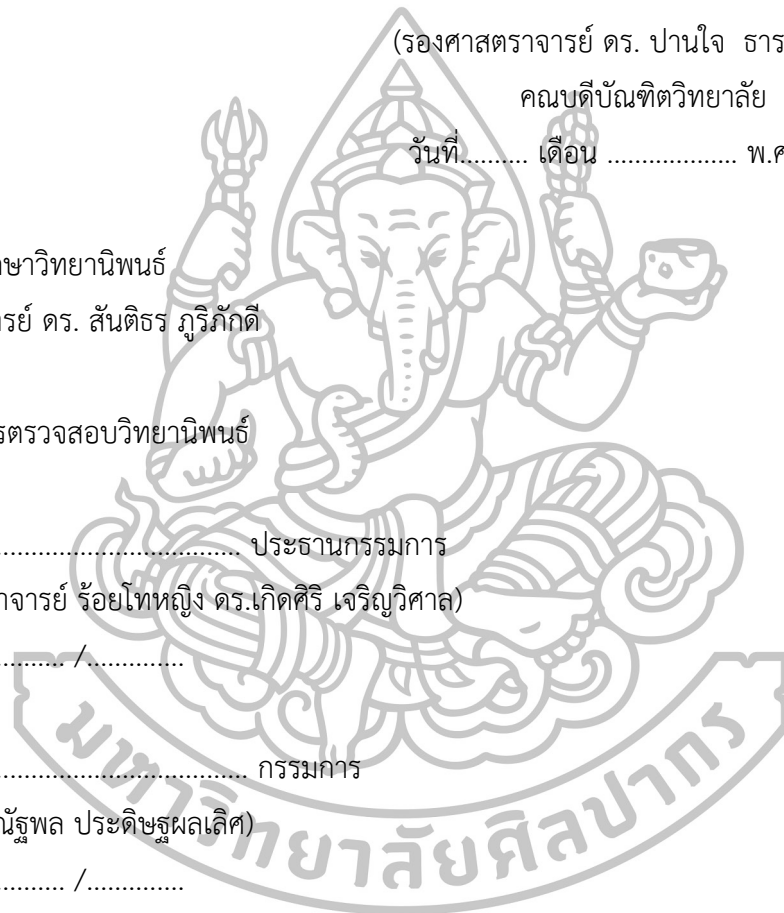 (รองศาสตราจารย์ ดร. ปานใจ ธาร
คณบดีบัณฑิตวิทยาลัย
วันที่.......... เดือน ................... พ.ศ
กษาวิทยานิพนธ์
ารย์ ดร. สันติธร ภูริภักดี
รตรวจสอบวิทยานิพนธ์
.................................... ประธานกรรมการ
าจารย์ ร้อยโทหญิง ดร.เกิดศิริ เจริญวิศาล)
........... /..............
..................................... กรรมการ
ณัฐพล ประดิษฐผลเลิศ)
........... /..............
มหาวิทยาลัยศิลปากร